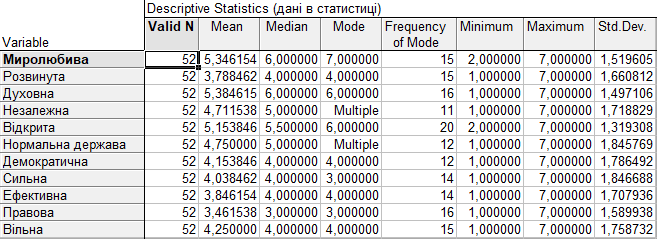 Descriptive Statistics (дані в статистиці)
Variable Valid N Mean Median Mode Frequency of Mode Minimum Maximum Std.Dev.
Миролюбива 52 5,346154 6,000000 7,000000 15 2,000000 7,000000 1,519605
Розвинута 52 3,788462 4,000000 4,000000 15 1,000000 7,000000 1,660812
Духовна 52 5,384615 6,000000 6,000000 16 1,000000 7,000000 1,497106
Незалежна 52 4,711538 5,000000 Multiple 11 1,000000 7,000000 1,718829
Відкрита 52 5,153846 5,500000 6,000000 20 2,000000 7,000000 1,319308
Нормальна держава 52 4,750000 5,000000 Multiple 12 1,000000 7,000000 1,845769
Демократична 52 4,153846 4,000000 4,000000 12 1,000000 7,000000 1,786492
Сильна 52 4,038462 4,000000 3,000000 14 1,000000 7,000000 1,846688
Ефективна 52 3,846154 4,000000 4,000000 14 1,000000 7,000000 1,707936
Правова 52 3,461538 3,000000 3,000000 16 1,000000 7,000000 1,589938
Вільна 52 4,250000 4,000000 4,000000 15 1,000000 7,000000 1,758732